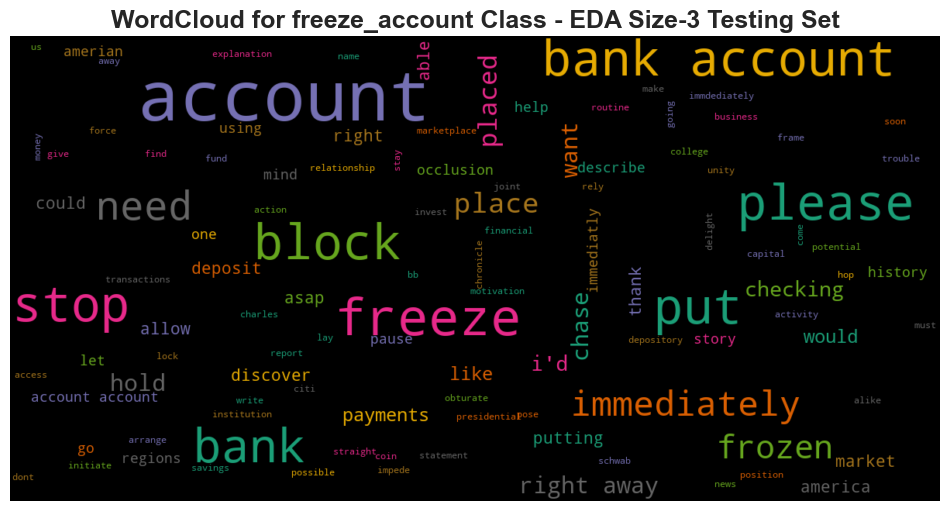 WordCloud for freeze_account Class - EDA Size-3 Testing Set
us
amerian
away
explanation
name
able
placed
bank account
account
help
make
immdediately
going
routine
business
soon
money
force
using
right
marketplace
want
frame
give
find
fund
relationship
stay
occlusion
describe
college
trouble
mind
unity
could
need
action
joint
invest
place
rely
please
one
block
financial
immediatly
delight
come
potential
capital
deposit
transactions
chronicle
bb
motivation
thank
hop
history
checking
stop
asap
freeze
chase
put
allow
charles
pause
lay
activity
must
depository
story
would
let
lock
report
i'd
access
hold
discover
citi
like
account account
write
obturate
immediately
alike
institution
payments
presidential
pose
go
arrange
bank
putting
frozen
initiate
regions
savings
straight
coin
statement
schwab
market
dont
possible
impede
position
right away
news
america